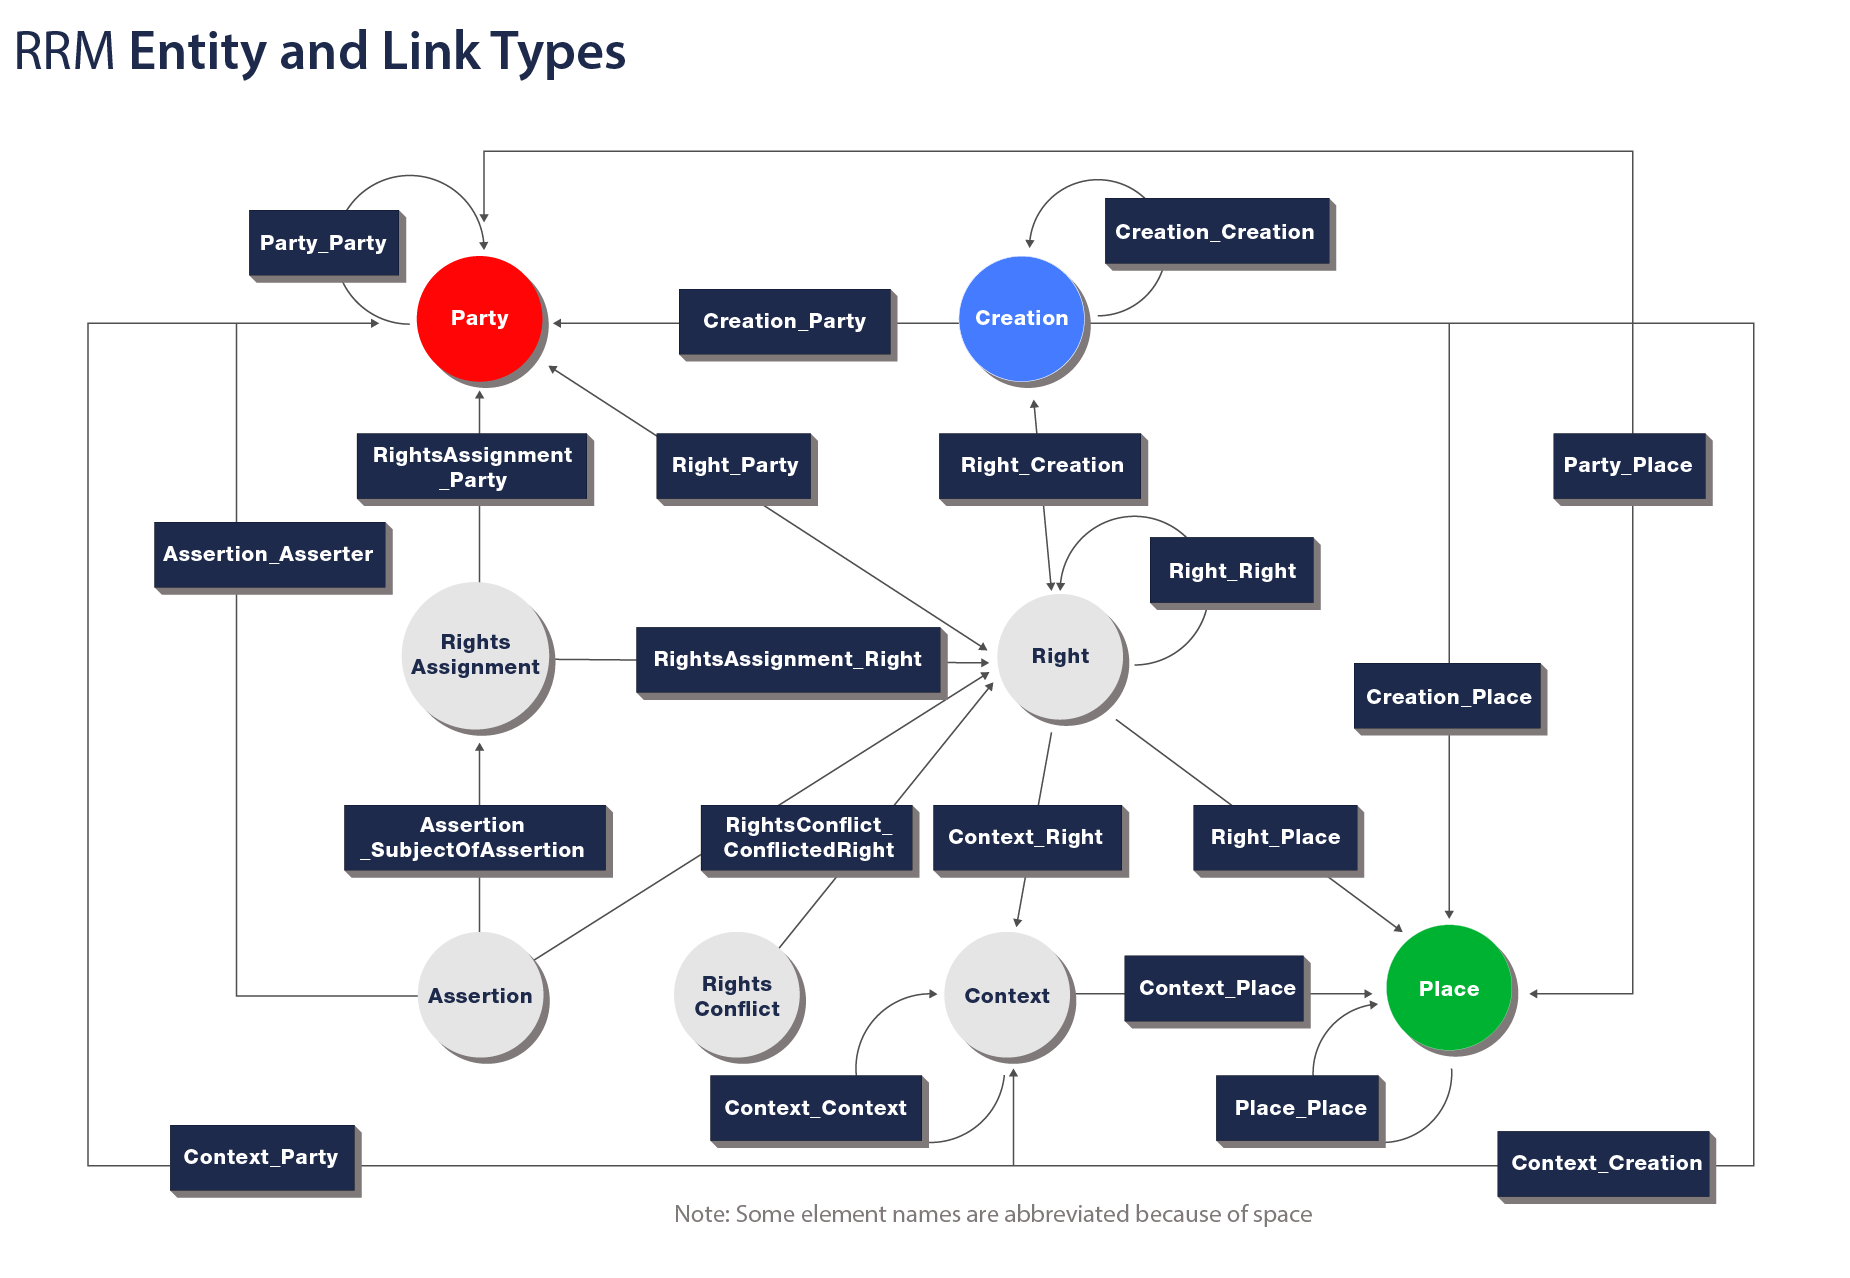 RRM Entity and Link Types
Party_Party
Creation_Creation
Party
Creation_Party
Creation
RightsAssignment
_Party
Right_Party
Right_Creation
Party_Place
Assertion_Asserter
Right_Right
Rights
Assignment
RightsAssignment_Right
Right
Creation_Place
Assertion
_SubjectOfAssertion
RightsConflict_
ConflictedRight
Context_Right
Right_Place
Assertion
Rights
Conflict
Context
Context_Place
Place
Context_Context
Place_Place
Context_Party
Context_Creation
Note: Some element names are abbreviated because of space